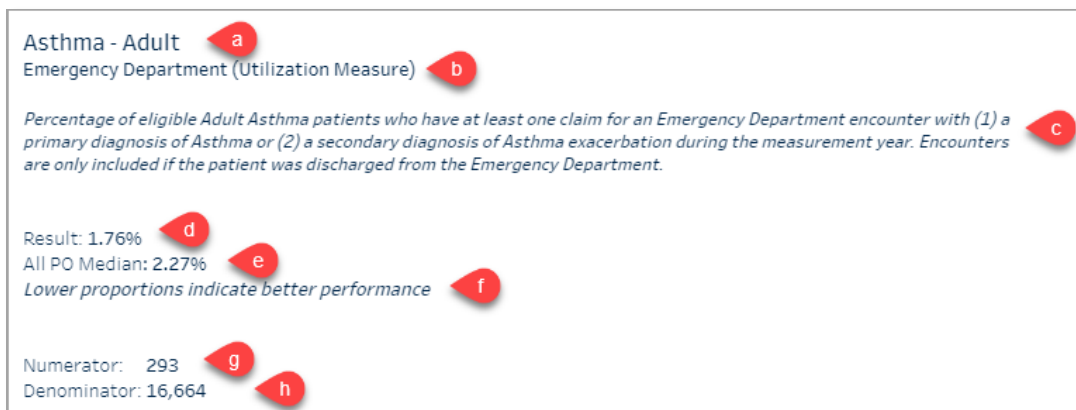 Asthma - Adult a
Emergency Department (Utilization Measure) b
Percentage of eligible Adult Asthma patients who have at least one claim for an Emergency Department encounter with (1) a
primary diagnosis of Asthma or (2) a secondary diagnosis of Asthma exacerbation during the measurement year. Encounters c
are only included if the patient was discharged from the Emergency Department.
Result: 1.76% d
All PO Median: 2.27% e
Lower proportions indicate better performance f
Numerator: 293 g
Denominator: 16,664 h